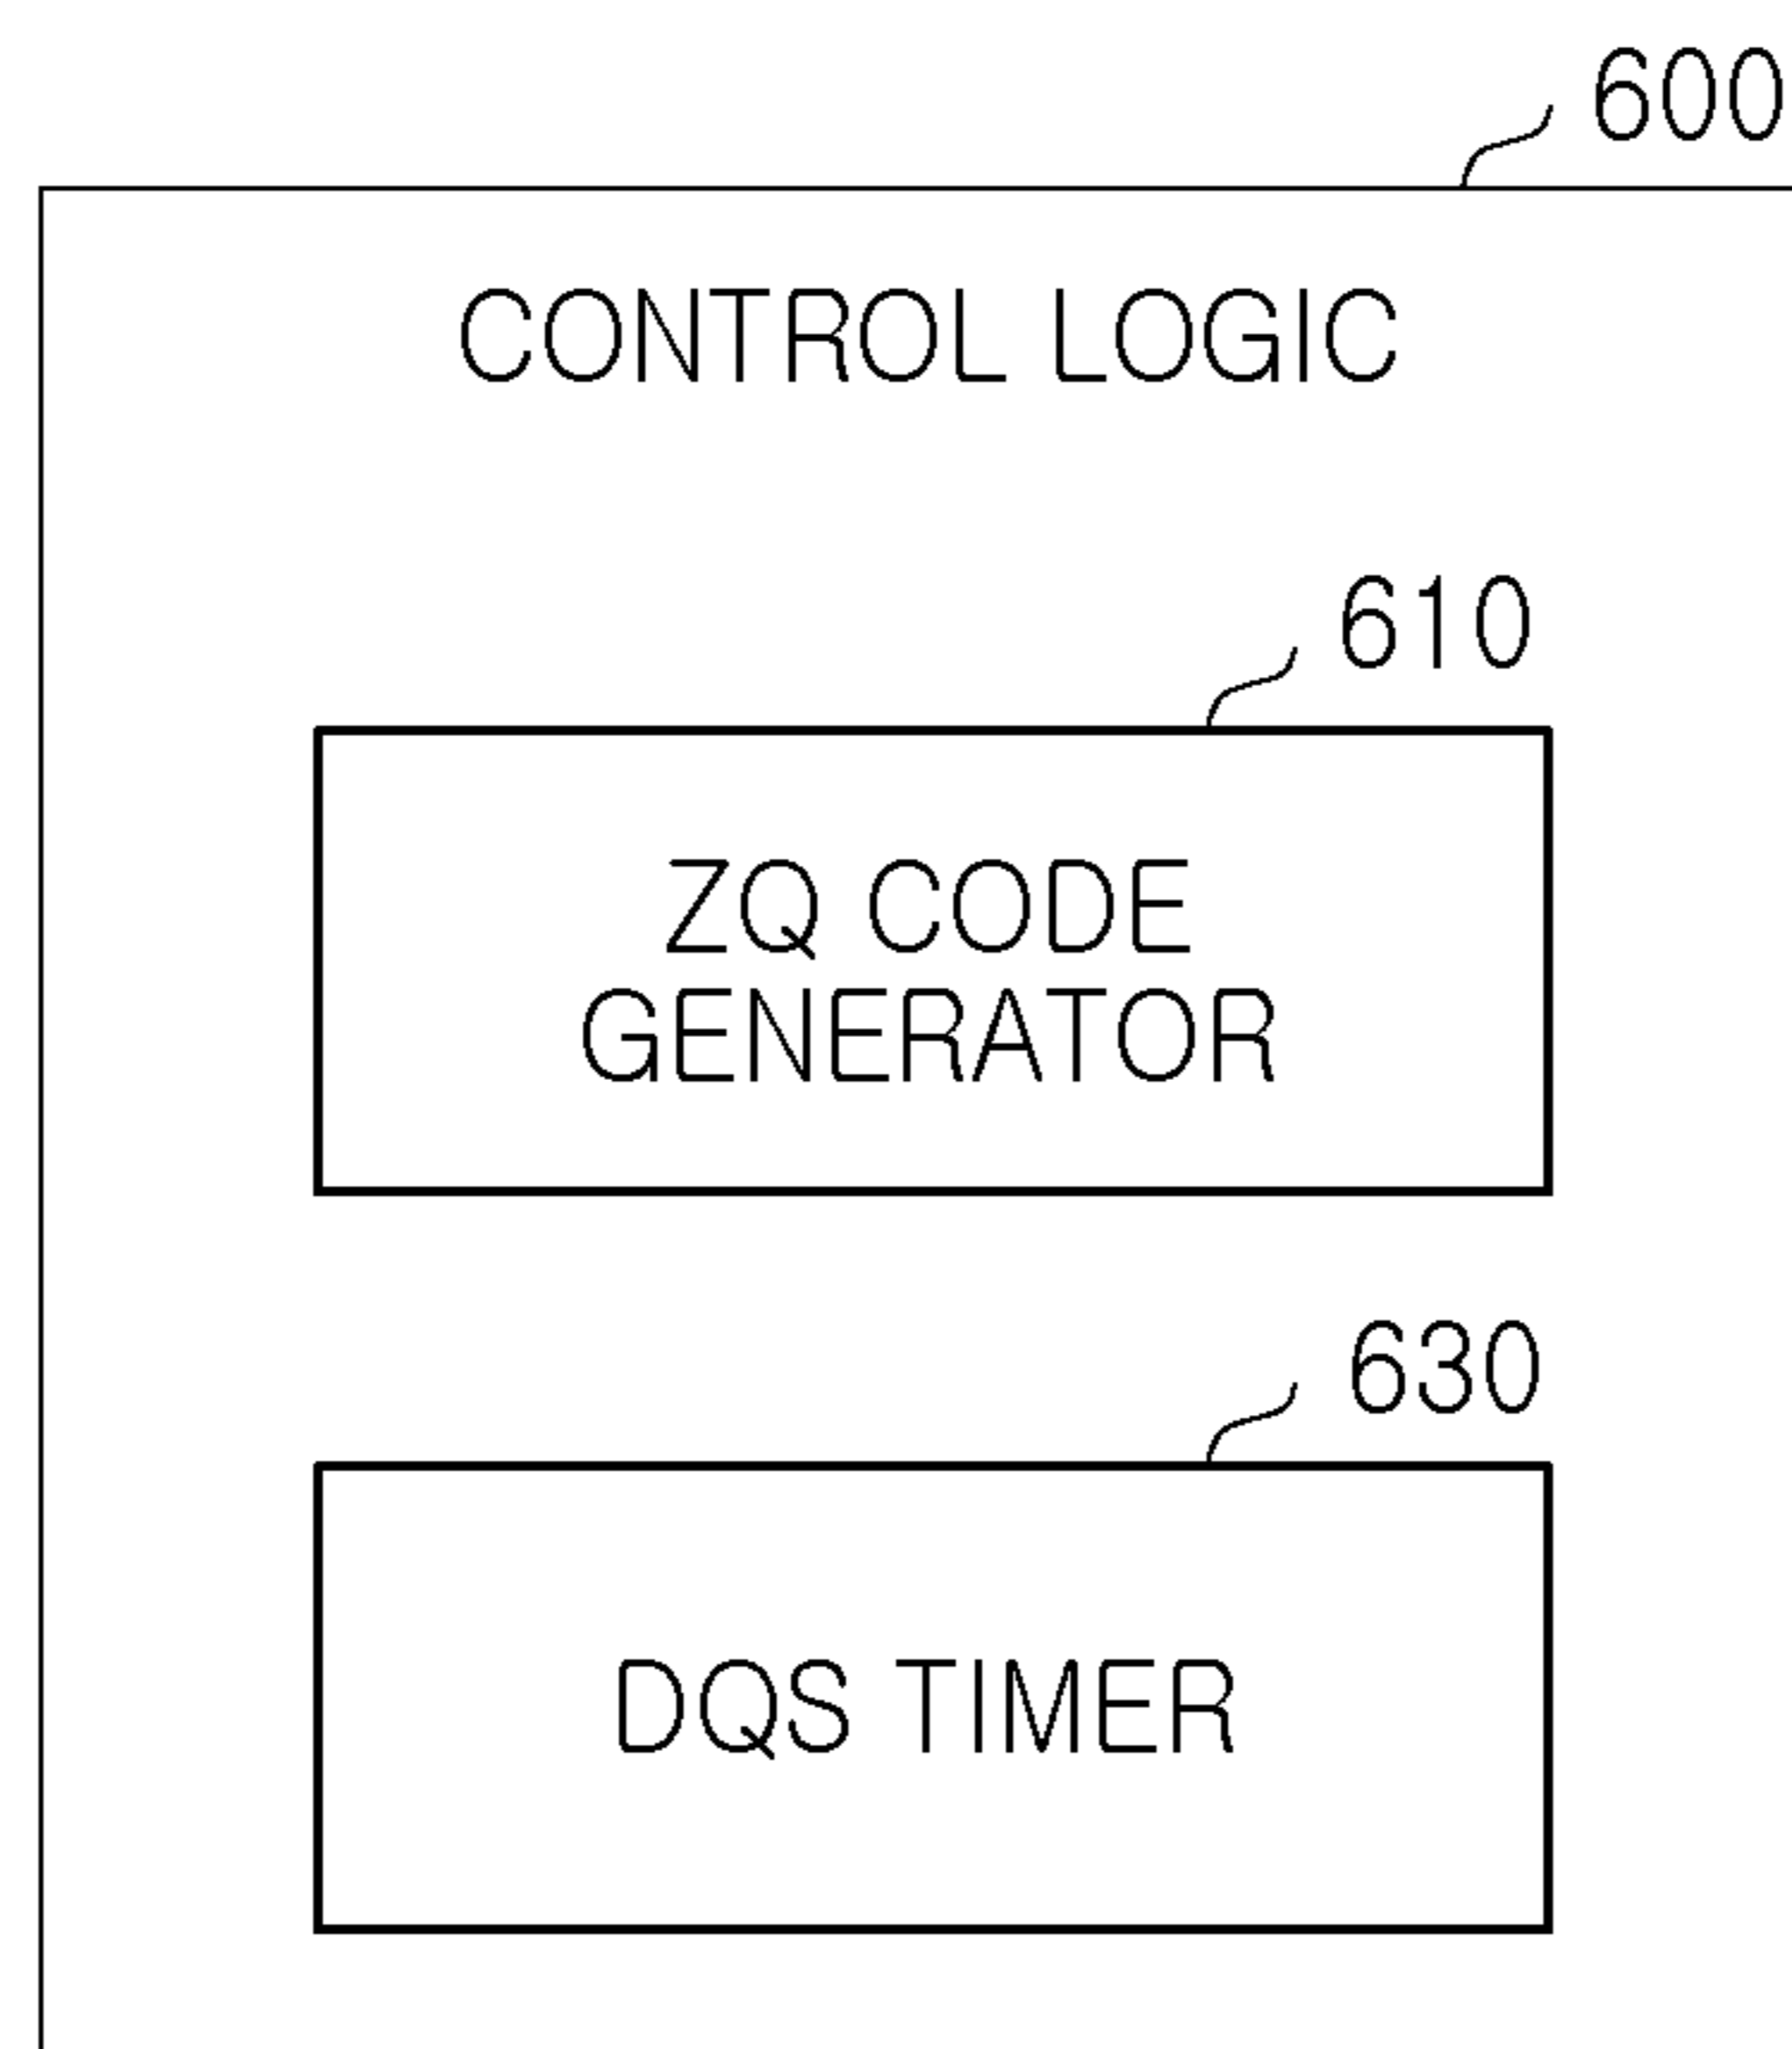 600
CONTROL LOGIC
610
ZQ CODE
GENERATOR
630
DQS TIMER